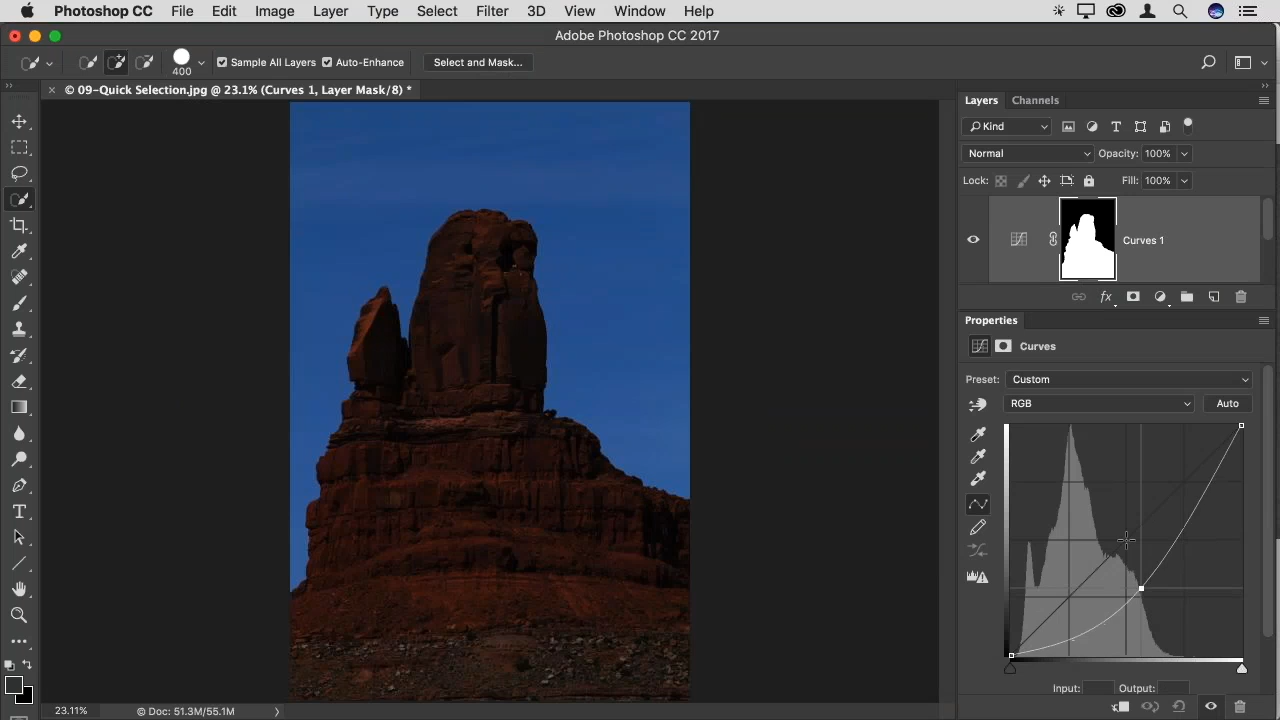 Photoshop CC File Edit Image Layer Type Select Filter 3D View Window Help
Adobe Photoshop CC 2017
400 Sample All Layers Auto-Enhance Select and Mask...
× © 09-Quick Selection.jpg @ 23.1% (Curves 1, Layer Mask/8) *
Layers Channels
Kind
Normal Opacity: 100%
Lock: Fill: 100%
Curves 1
fx
Properties
Curves
Preset: Custom
RGB Auto
Input: Output:
23.11% Doc: 51.3M/55.1M